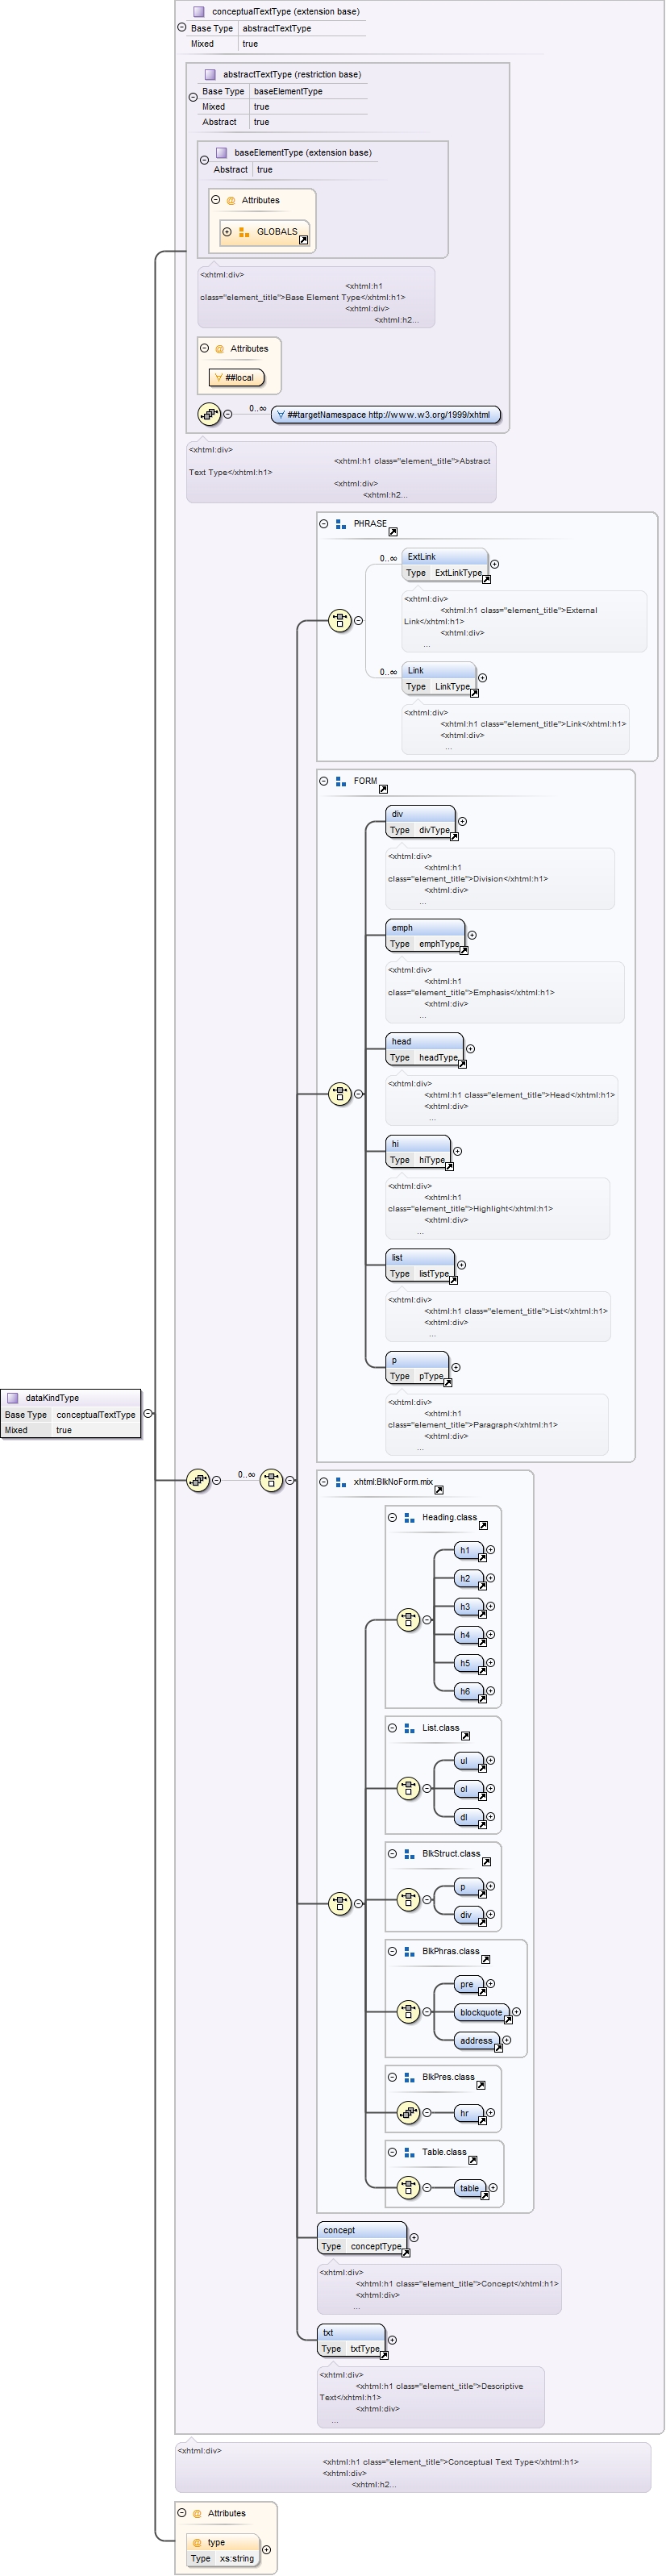 conceptualTextType (extension base)
Base Type abstractTextType
Mixed true
abstractTextType (restriction base)
Base Type baseElementType
Mixed true
Abstract true
baseElementType (extension base)
Abstract true
@ Attributes
GLOBALS
<xhtml:div>
<xhtml:h1
class="element_title">Base Element Type</xhtml:h1>
<xhtml:div>
<xhtml:h2...
@ Attributes
##local
0..∞
##targetNamespace http://www.w3.org/1999/xhtml
<xhtml:div>
<xhtml:h1 class="element_title">Abstract
Text Type</xhtml:h1>
<xhtml:div>
<xhtml:h2...
PHRASE
0..∞
ExtLink
Type ExtLinkType
<xhtml:div>
<xhtml:h1 class="element_title">External
Link</xhtml:h1>
<xhtml:div>
...
0..∞
Link
Type LinkType
<xhtml:div>
<xhtml:h1 class="element_title">Link</xhtml:h1>
<xhtml:div>
...
FORM
div
Type divType
<xhtml:div>
<xhtml:h1
class="element_title">Division</xhtml:h1>
<xhtml:div>
...
emph
Type emphType
<xhtml:div>
<xhtml:h1
class="element_title">Emphasis</xhtml:h1>
<xhtml:div>
...
head
Type headType
<xhtml:div>
<xhtml:h1 class="element_title">Head</xhtml:h1>
<xhtml:div>
...
hi
Type hiType
<xhtml:div>
<xhtml:h1
class="element_title">Highlight</xhtml:h1>
<xhtml:div>
...
list
Type listType
<xhtml:div>
<xhtml:h1 class="element_title">List</xhtml:h1>
<xhtml:div>
...
p
Type pType
<xhtml:div>
<xhtml:h1
class="element_title">Paragraph</xhtml:h1>
<xhtml:div>
...
dataKindType
Base Type conceptualTextType
Mixed true
0..∞
xhtml:BlkNoForm.mix
Heading.class
h1
h2
h3
h4
h5
h6
List.class
ul
ol
dl
BlkStruct.class
p
div
BlkPhras.class
pre
blockquote
address
BlkPres.class
hr
Table.class
table
concept
Type conceptType
<xhtml:div>
<xhtml:h1 class="element_title">Concept</xhtml:h1>
<xhtml:div>
...
txt
Type txtType
<xhtml:div>
<xhtml:h1 class="element_title">Descriptive
Text</xhtml:h1>
<xhtml:div>
...
<xhtml:div>
<xhtml:h1 class="element_title">Conceptual Text Type</xhtml:h1>
<xhtml:div>
<xhtml:h2...
@ Attributes
@ type
Type xs:string